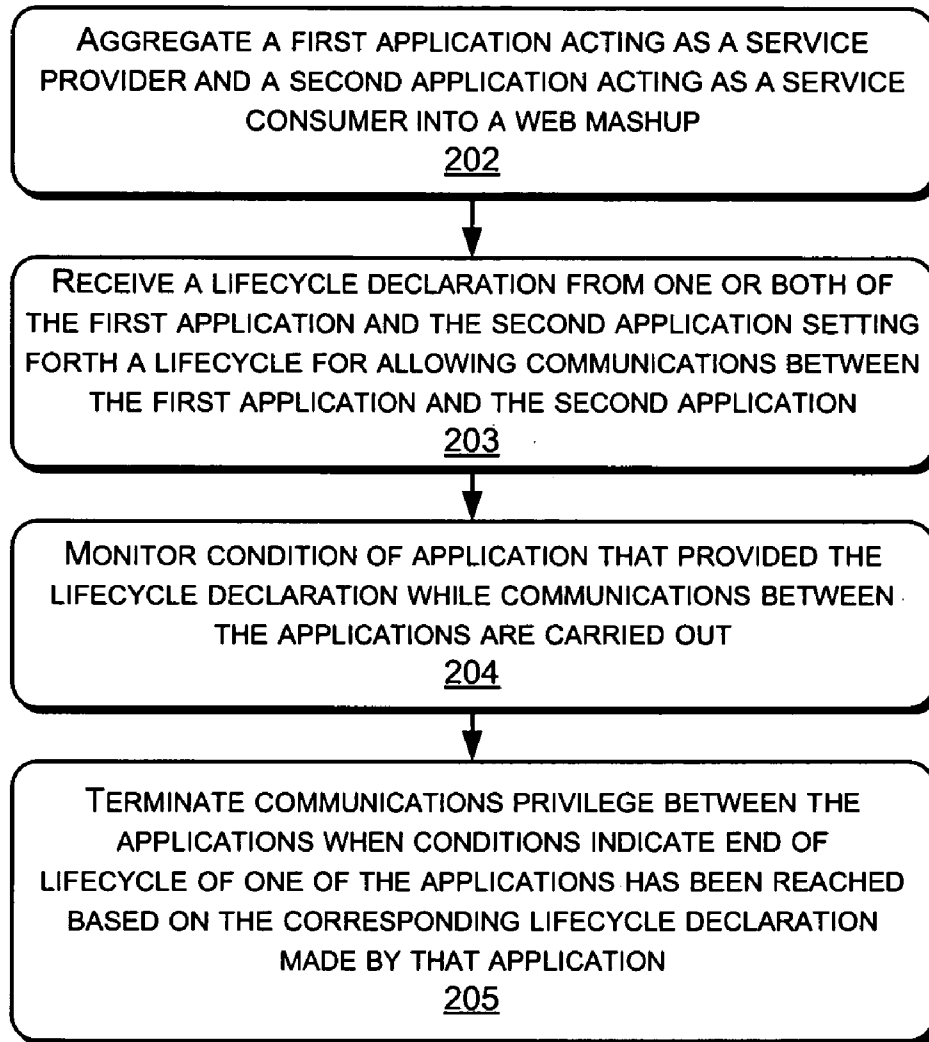 AGGREGATE A FIRST APPLICATION ACTING AS A SERVICE
PROVIDER AND A SECOND APPLICATION ACTING AS A SERVICE
CONSUMER INTO A WEB MASHUP
202
RECEIVE A LIFECYCLE DECLARATION FROM ONE OR BOTH OF
THE FIRST APPLICATION AND THE SECOND APPLICATION SETTING
FORTH A LIFECYCLE FOR ALLOWING COMMUNICATIONS BETWEEN
THE FIRST APPLICATION AND THE SECOND APPLICATION
203
MONITOR CONDITION OF APPLICATION THAT PROVIDED THE
LIFECYCLE DECLARATION WHILE COMMUNICATIONS BETWEEN
THE APPLICATIONS ARE CARRIED OUT
204
TERMINATE COMMUNICATIONS PRIVILEGE BETWEEN THE
APPLICATIONS WHEN CONDITIONS INDICATE END OF
LIFECYCLE OF ONE OF THE APPLICATIONS HAS BEEN REACHED
BASED ON THE CORRESPONDING LIFECYCLE DECLARATION
MADE BY THAT APPLICATION
205